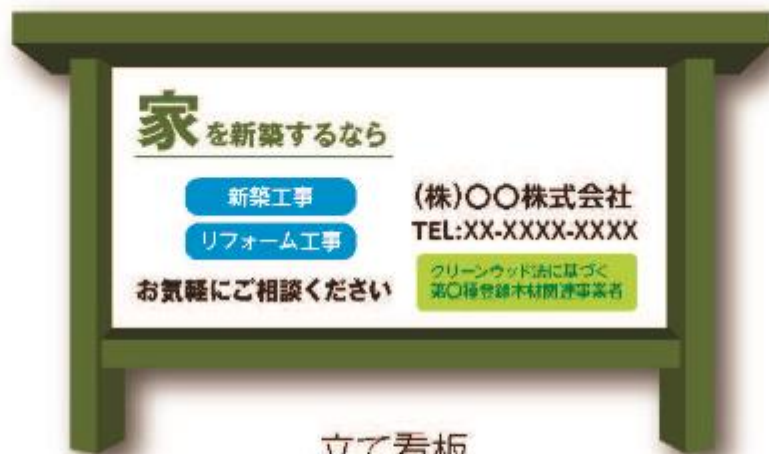 家を新築するなら
新築工事
リフォーム工事
お気軽にご相談ください
(株)〇〇株式会社
TEL:XX-XXXX-XXXX
クリーンウッド法に基づく
第〇種登録木材関連事業者
立て看板